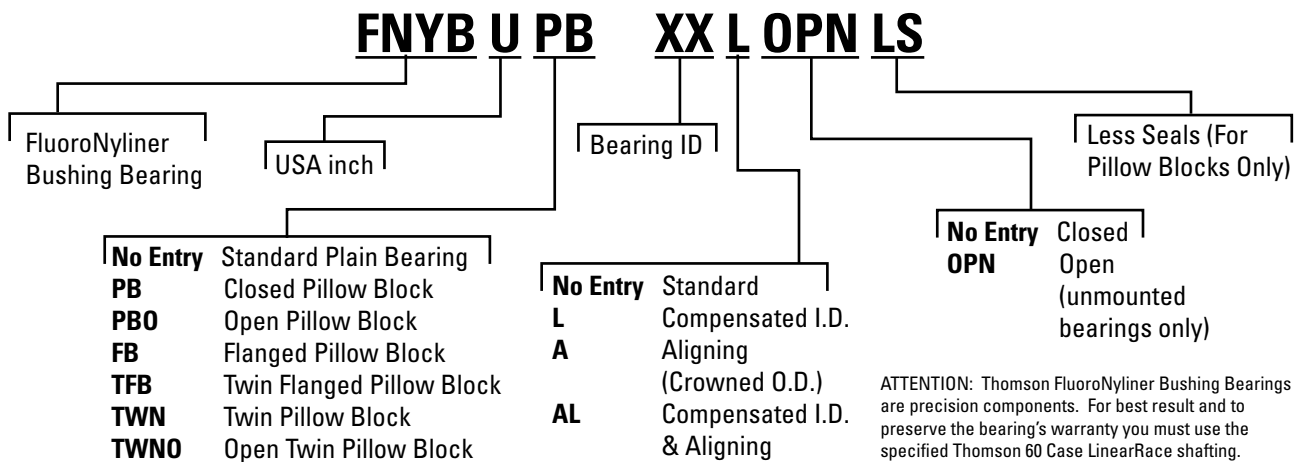 FNYB U PB XX L OPN LS
FluoroNyliner
Bushing Bearing
USA inch
Bearing ID
Less Seals (For
Pillow Blocks Only)
No Entry Standard Plain Bearing
PB Closed Pillow Block
PBO Open Pillow Block
FB Flanged Pillow Block
TFB Twin Flanged Pillow Block
TWN Twin Pillow Block
TWNO Open Twin Pillow Block
No Entry Standard
L Compensated I.D.
A Aligning
(Crowned O.D.)
AL Compensated I.D.
& Aligning
No Entry Closed
OPN Open
(unmounted
bearings only)
ATTENTION: Thomson FluoroNyliner Bushing Bearings
are precision components. For best result and to
preserve the bearing's warranty you must use the
specified Thomson 60 Case LinearRace shafting.